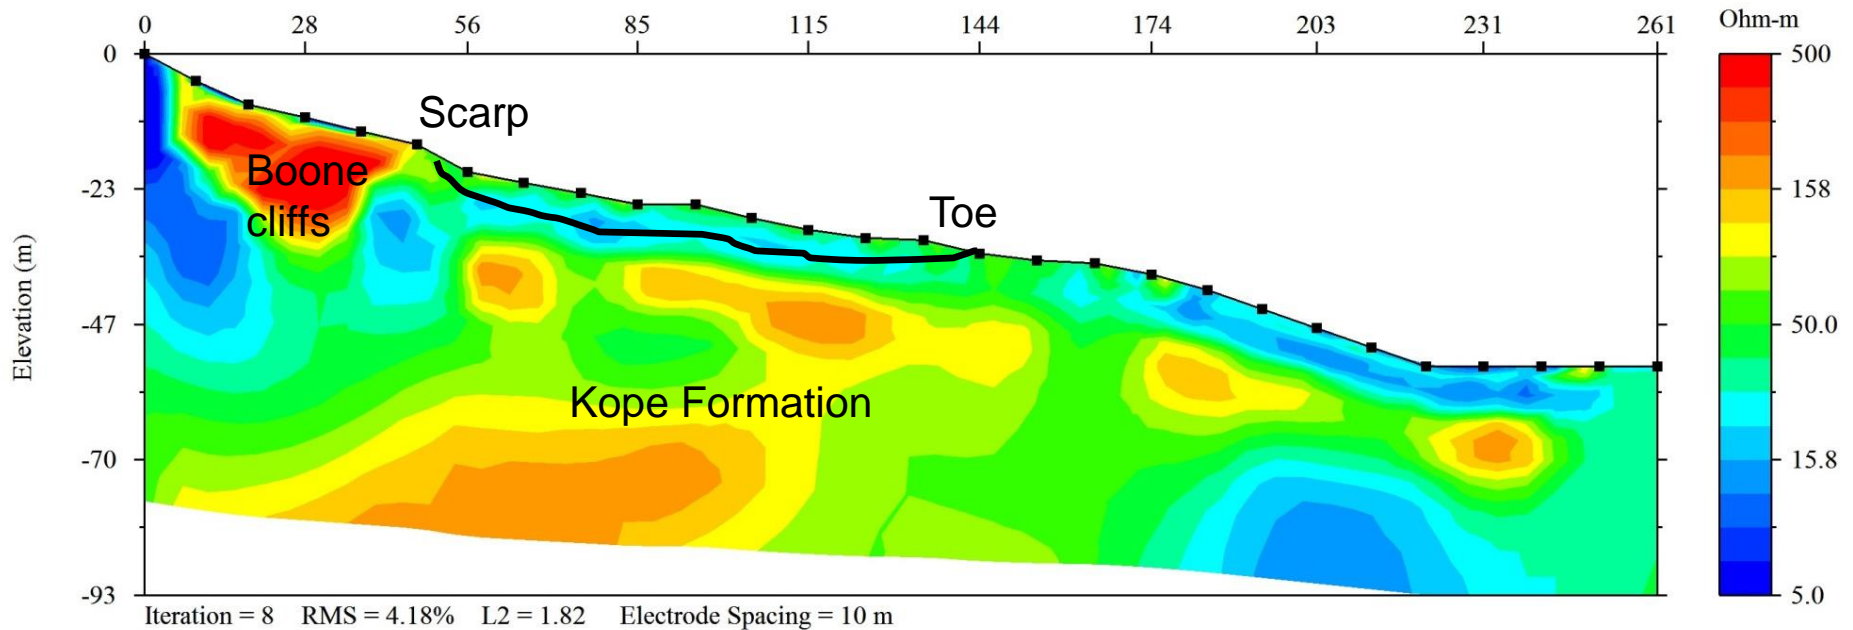 0 28 56 85 115 144 174 203 231 261
Ohm-m
0
-23
-47
-70
-93
Elevation (m)
Scarp
Boone
cliffs
Toe
Kope Formation
500
158
50.0
15.8
5.0
Iteration = 8 RMS = 4.18% L2 = 1.82 Electrode Spacing = 10 m